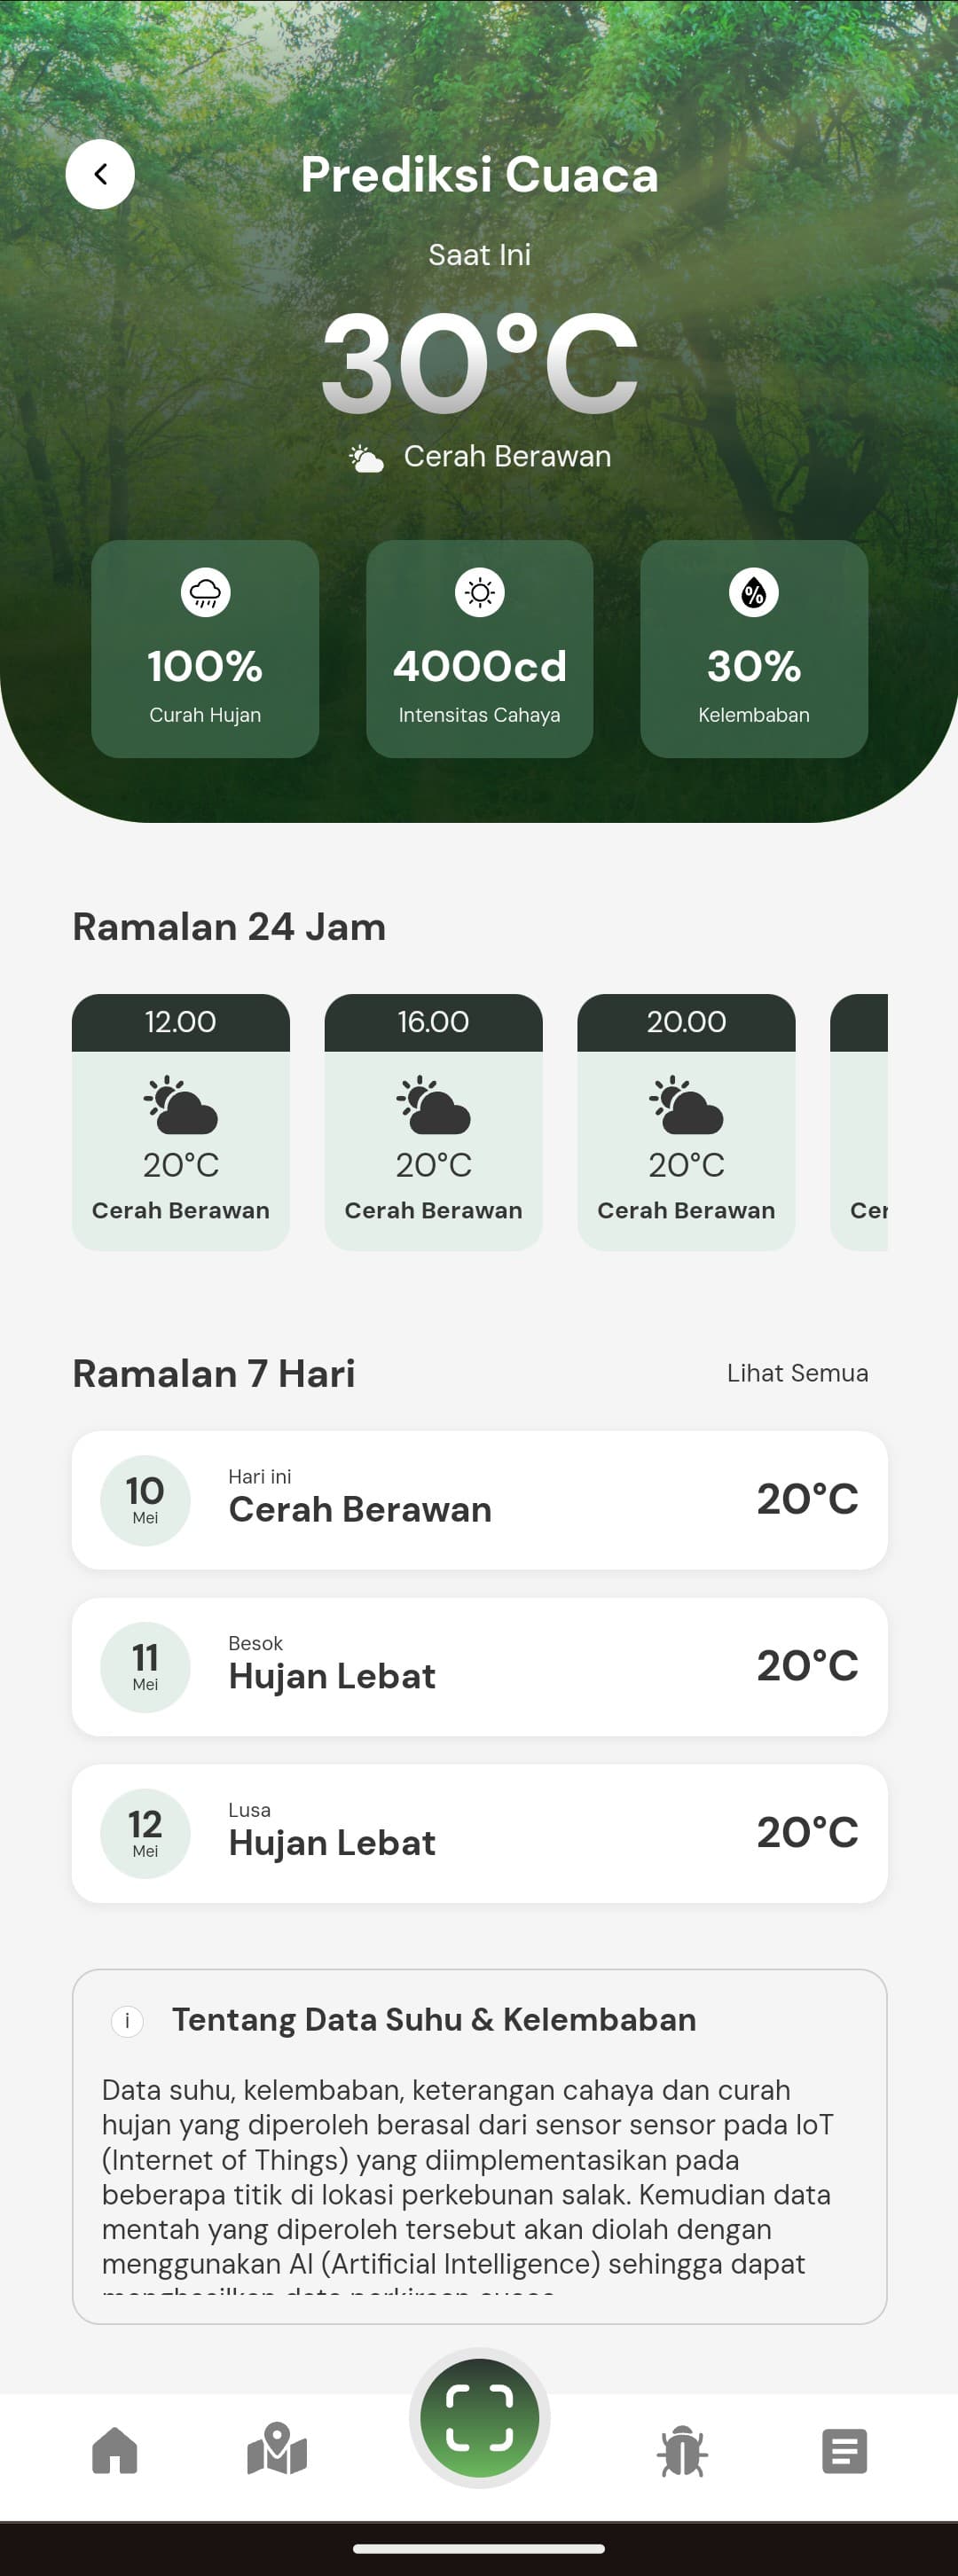 Prediksi Cuaca
Saat Ini
30°C
Cerah Berawan
100%
Curah Hujan
4000cd
Intensitas Cahaya
%
30%
Kelembaban
Ramalan 24 Jam
12.00
20°C
Cerah Berawan
16.00
20°C
Cerah Berawan
20.00
20°C
Cerah Berawan
Cer
Ramalan 7 Hari
Lihat Semua
10
Mei
Hari ini
Cerah Berawan
20°C
11
Mei
Besok
Hujan Lebat
20°C
12
Mei
Lusa
Hujan Lebat
20°C
i
Tentang Data Suhu & Kelembaban
Data suhu, kelembaban, keterangan cahaya dan curah
hujan yang diperoleh berasal dari sensor sensor pada IoT
(Internet of Things) yang diimplementasikan pada
beberapa titik di lokasi perkebunan salak. Kemudian data
mentah yang diperoleh tersebut akan diolah dengan
menggunakan AI (Artificial Intelligence) sehingga dapat